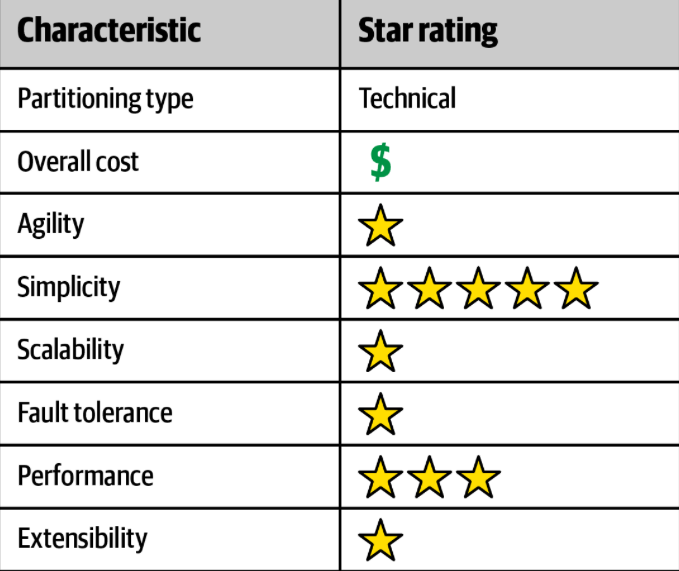 Characteristic Star rating
Partitioning type Technical
Overall cost $
Agility
Simplicity
Scalability
Fault tolerance
Performance
Extensibility